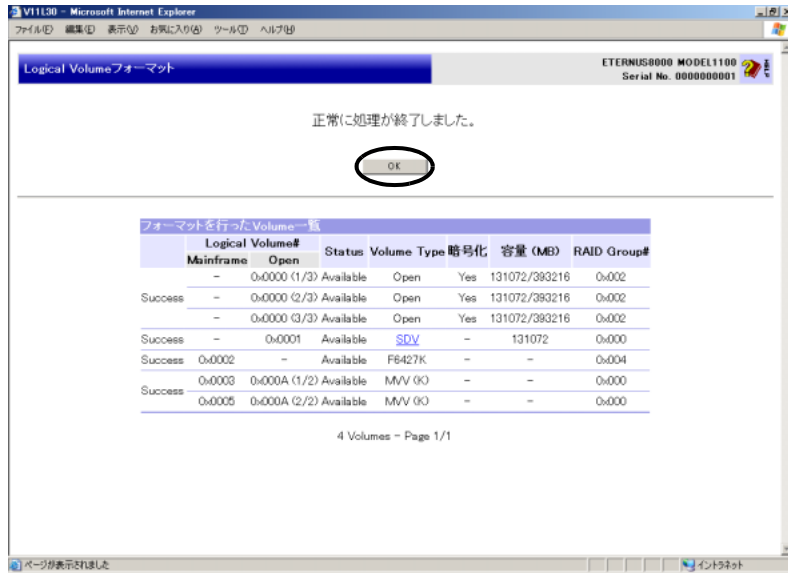 V11L30 - Microsoft Internet Explorer
ファイル(F) 編集(E) 表示(V) お気に入り(A) ツール(T) ヘルプ(H)
Logical Volumeフォーマット
ETERNUS8000 MODEL1100
Serial No. 0000000001
HELP
正常に処理が終了しました。
OK
フォーマットを行ったVolume一覧
Logical Volume# Status Volume Type 暗号化 容量 (MB) RAID Group#
Mainframe Open
Success - 0x0000 (1/3) Available Open Yes 131072/393216 0x002
- 0x0000 (2/3) Available Open Yes 131072/393216 0x002
- 0x0000 (3/3) Available Open Yes 131072/393216 0x002
Success - 0x0001 Available SDV - 131072 0x000
Success 0x0002 - Available F6427K - - 0x004
Success 0x0003 0x000A (1/2) Available MVV (K) - - 0x000
0x0005 0x000A (2/2) Available MVV (K) - - 0x000
4 Volumes - Page 1/1
ページが表示されました イントラネット